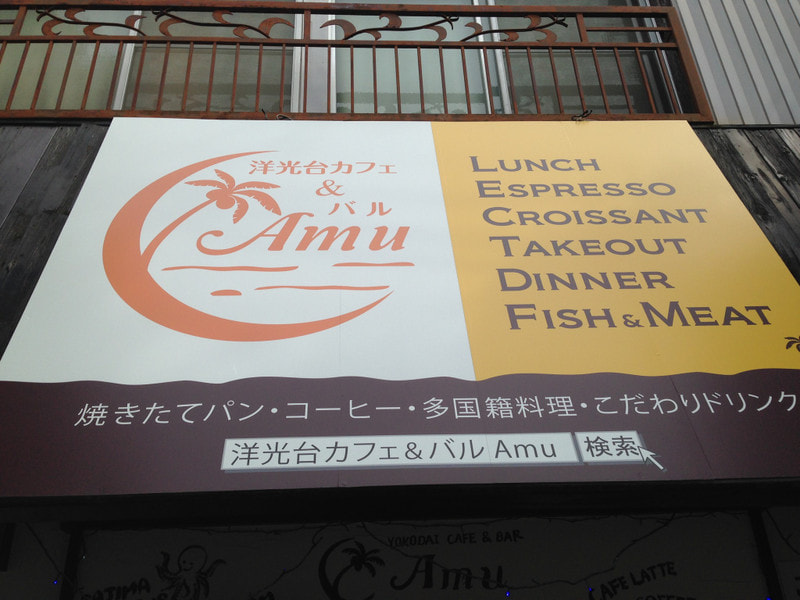 洋光台カフェ
&
バル
Amu
LUNCH
ESPRESSO
CROISSANT
TAKEOUT
DINNER
FISH & MEAT
焼きたてパン・コーヒー・多国籍料理・こだわりドリンク
洋光台カフェ&バル Amu 検索
YOKODAI CAFE & BAR
Amu
CAFE LATTE